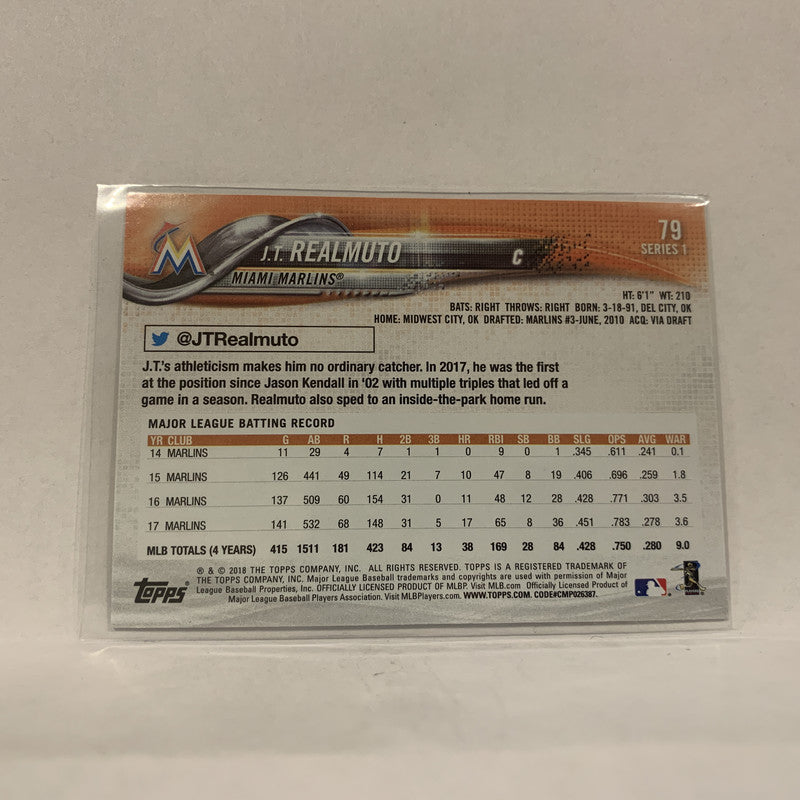 79
SERIES 1
J.T. REALMUTO C
MIAMI MARLINS®
HT: 6'1" WT: 210
BATS: RIGHT THROWS: RIGHT BORN: 3-18-91, DEL CITY, OK
HOME: MIDWEST CITY, OK DRAFTED: MARLINS #3-JUNE, 2010 ACQ: VIA DRAFT
@JTRealmuto
J.T.'s athleticism makes him no ordinary catcher. In 2017, he was the first
at the position since Jason Kendall in '02 with multiple triples that led off a
game in a season. Realmuto also sped to an inside-the-park home run.
MAJOR LEAGUE BATTING RECORD
YR CLUB G AB R H 2B 3B HR RBI SB BB SLG OPS AVG WAR
14 MARLINS 11 29 4 7 1 1 0 9 0 1 .345 .611 .241 0.1
15 MARLINS 126 441 49 114 21 7 10 47 8 19 .406 .696 .259 1.8
16 MARLINS 137 509 60 154 31 0 11 48 12 28 .428 .771 .303 3.5
17 MARLINS 141 532 68 148 31 5 17 65 8 36 .451 .783 .278 3.6
MLB TOTALS (4 YEARS) 415 1511 181 423 84 13 38 169 28 84 .428 .750 .280 9.0
® & © 2018 THE TOPPS COMPANY, INC. ALL RIGHTS RESERVED. TOPPS IS A REGISTERED TRADEMARK OF
THE TOPPS COMPANY, INC. Major League Baseball trademarks and copyrights are used with permission of Major
League Baseball Properties, Inc. OFFICIALLY LICENSED PRODUCT OF MLBP. Visit MLB.com Officially Licensed Product of
Major League Baseball Players Association. Visit MLBPlayers.com. WWW.TOPPS.COM. CODE#CMP026387.
Topps